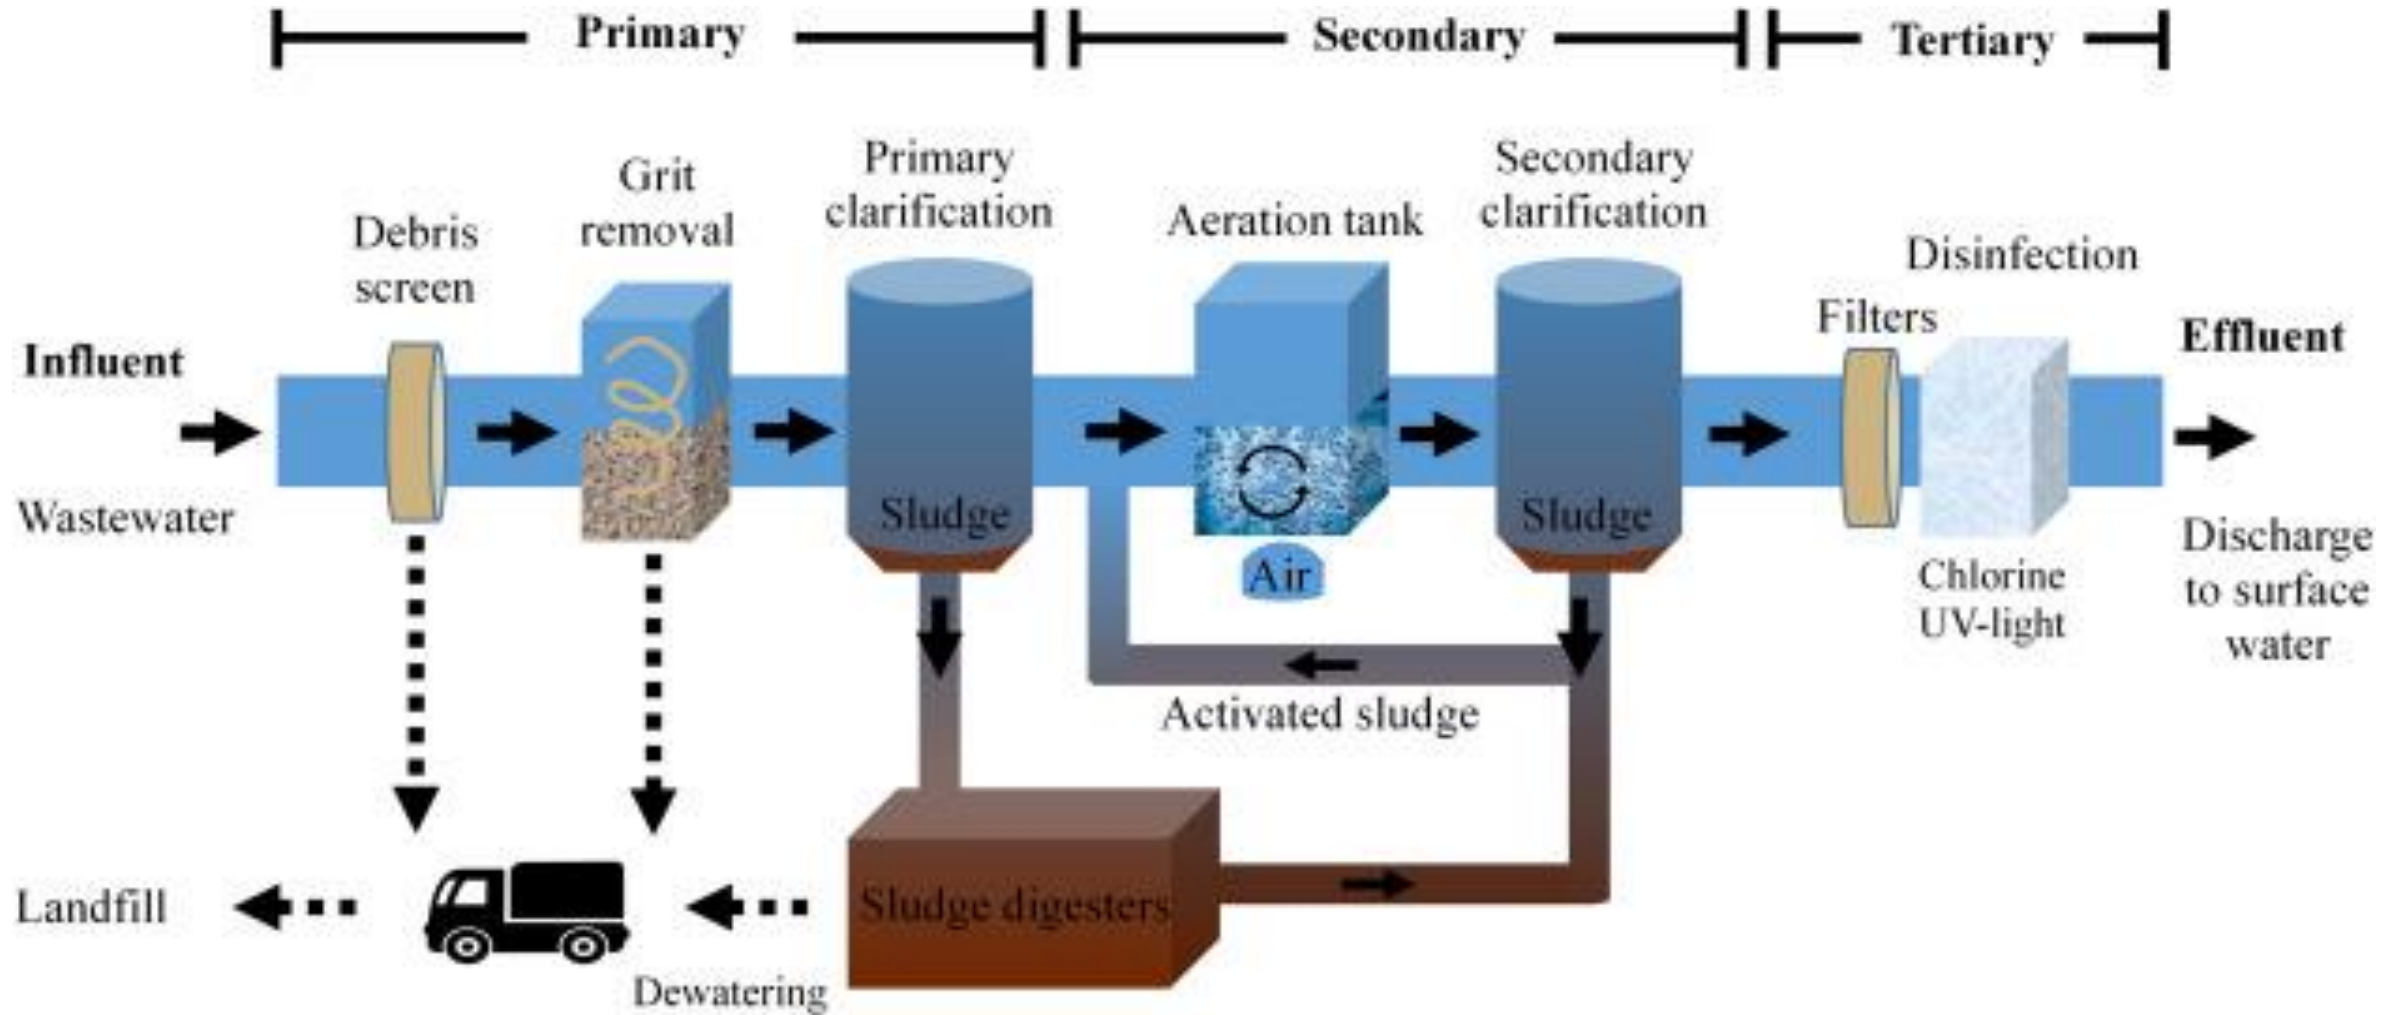 Primary
Secondary
Tertiary
Debris
screen
Grit
removal
Primary
clarification
Aeration tank
Secondary
clarification
Filters
Disinfection
Influent
Wastewater
Effluent
Discharge
to surface
water
Sludge
Air
Sludge
Chlorine
UV-light
Activated sludge
Landfill
Sludge digesters
Dewatering